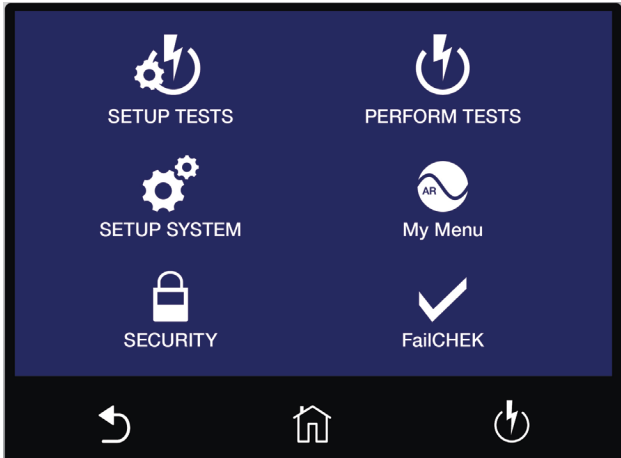 SETUP TESTS
PERFORM TESTS
SETUP SYSTEM
AR
My Menu
SECURITY
FailCHEK